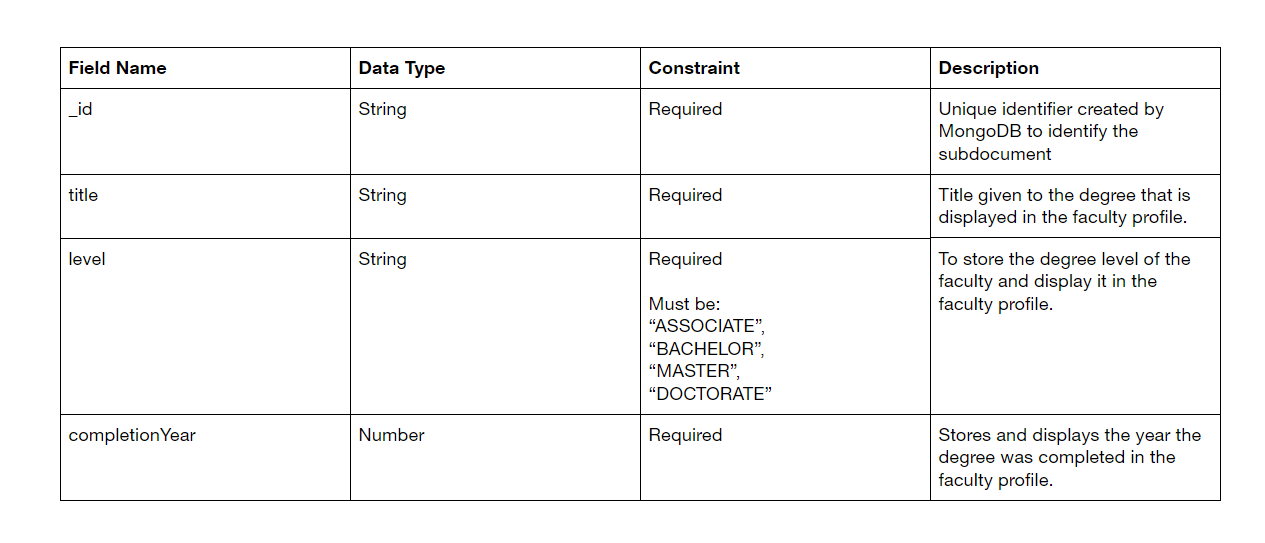 Field Name
Data Type
Constraint
Description
_id
String
Required
Unique identifier created by
MongoDB to identify the
subdocument
title
String
Required
Title given to the degree that is
displayed in the faculty profile.
level
String
Required
Must be:
“ASSOCIATE”,
“BACHELOR”,
“MASTER”,
“DOCTORATE”
To store the degree level of the
faculty and display it in the
faculty profile.
completionYear
Number
Required
Stores and displays the year the
degree was completed in the
faculty profile.